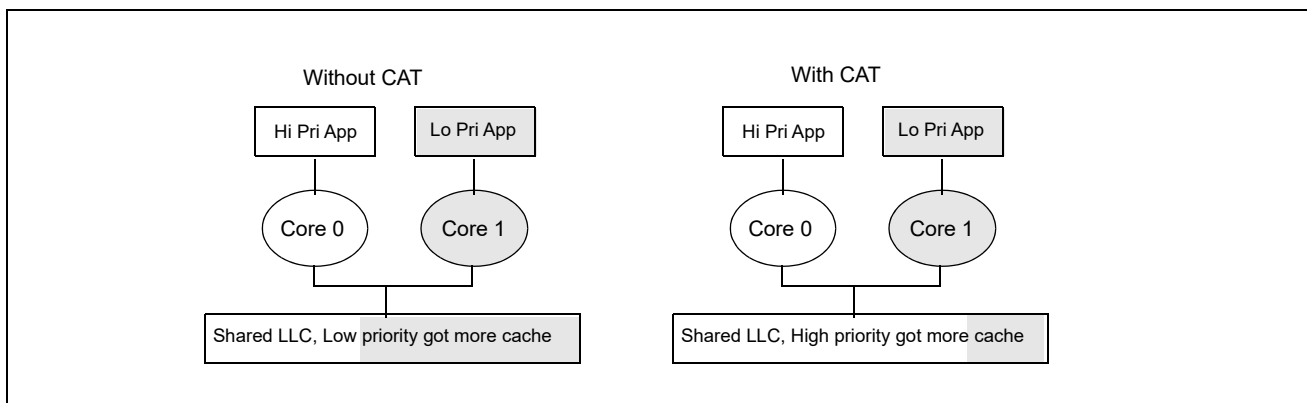 Without CAT
Hi Pri App
Lo Pri App
Core 0
Core 1
Shared LLC, Low priority got more cache
With CAT
Hi Pri App
Lo Pri App
Core 0
Core 1
Shared LLC, High priority got more cache